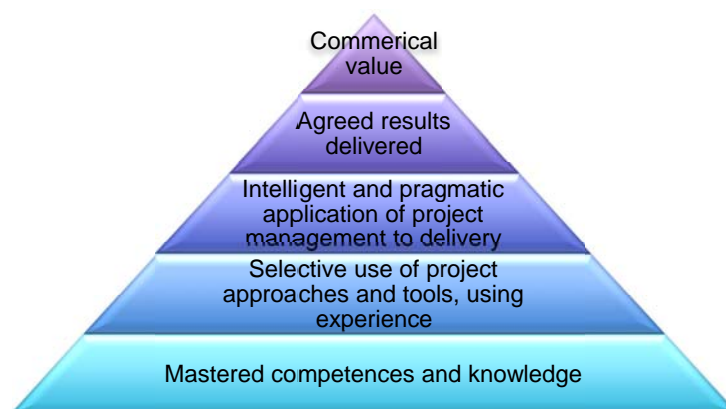 Commerical
value
Agreed results
delivered
Intelligent and pragmatic
application of project
management to delivery
Selective use of project
approaches and tools, using
experience
Mastered competences and knowledge